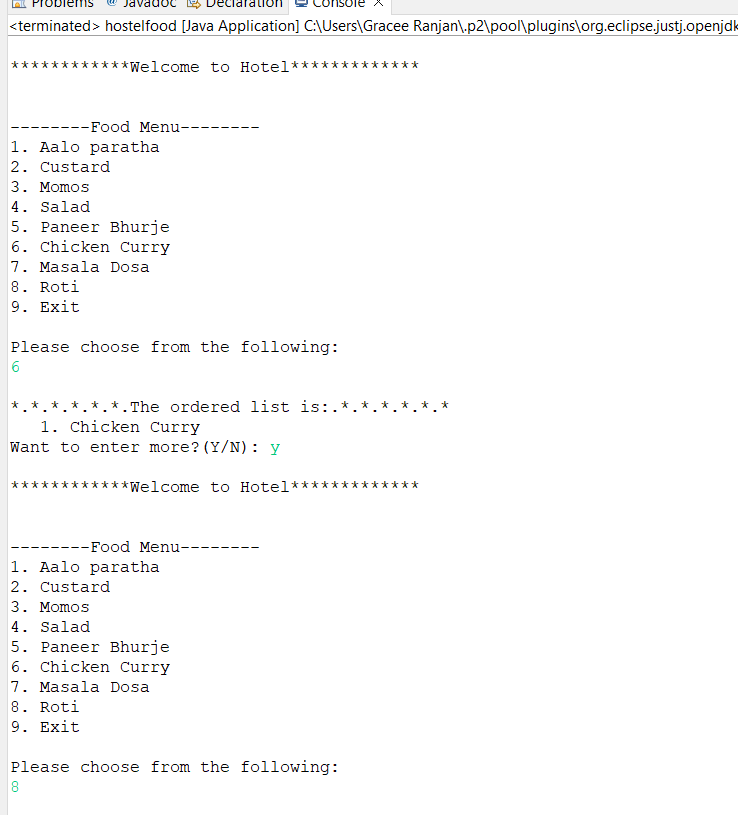 Problems @ Javadoc Declaration Console ×
<terminated> hostelfood [Java Application] C:\Users\Gracee Ranjan\.p2\pool\plugins\org.eclipse.justj.openjdk
************Welcome to Hotel*************
--------Food Menu--------
1. Aalo paratha
2. Custard
3. Momos
4. Salad
5. Paneer Bhurje
6. Chicken Curry
7. Masala Dosa
8. Roti
9. Exit
Please choose from the following:
6
*.*.*.*.*.*.The ordered list is:.*.*.*.*.*.*
1. Chicken Curry
Want to enter more?(Y/N): y
************Welcome to Hotel*************
--------Food Menu--------
1. Aalo paratha
2. Custard
3. Momos
4. Salad
5. Paneer Bhurje
6. Chicken Curry
7. Masala Dosa
8. Roti
9. Exit
Please choose from the following:
8